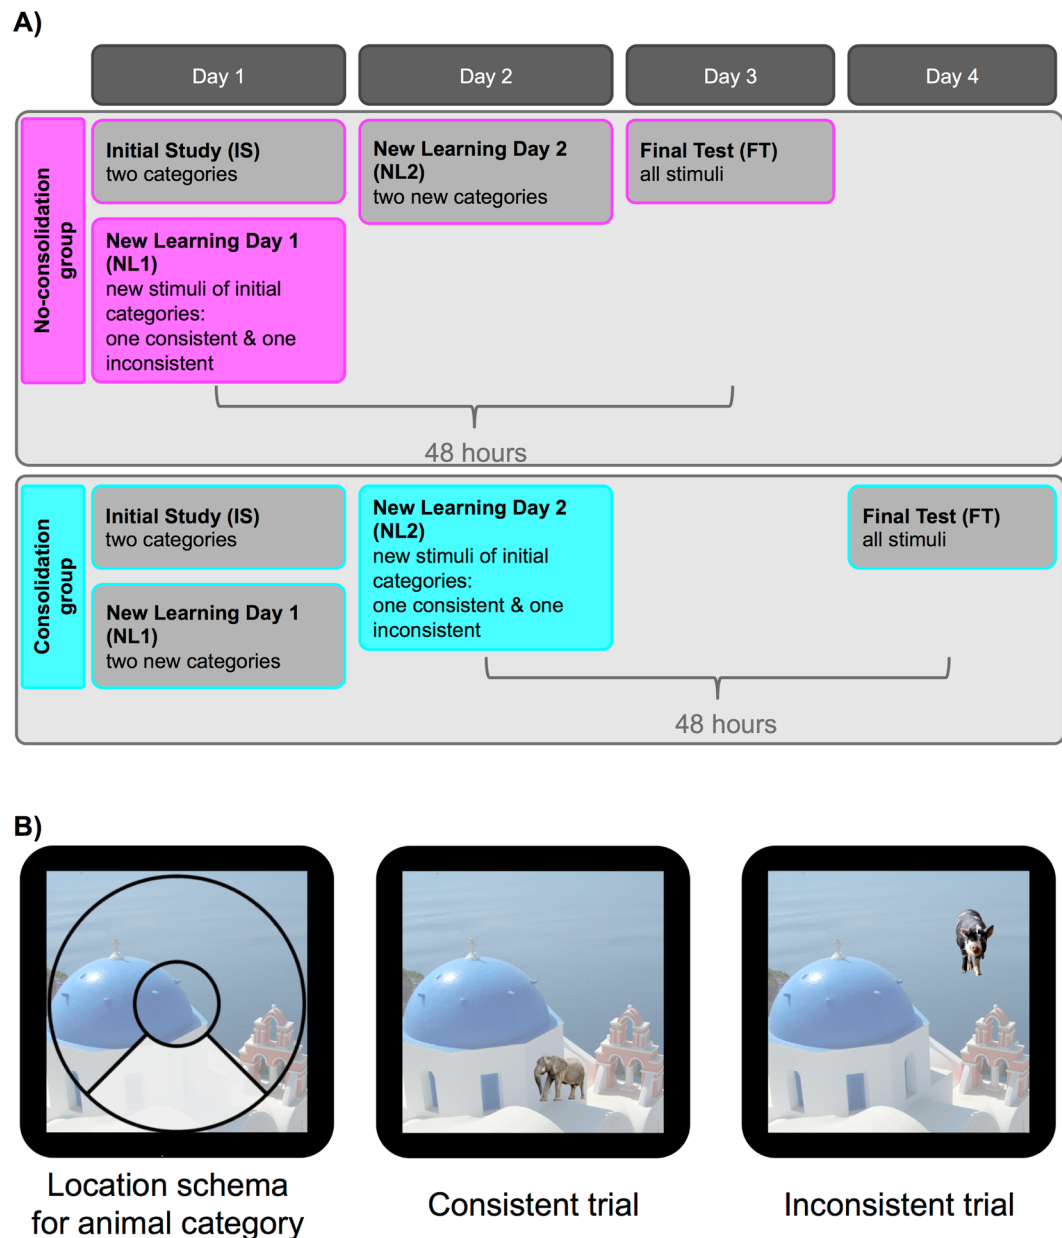 A)
Day 1
Day 2
Day 3
Day 4
No-consolidation
group
Initial Study (IS)
two categories
New Learning Day 1
(NL1)
new stimuli of initial
categories:
one consistent & one
inconsistent
New Learning Day 2
(NL2)
two new categories
Final Test (FT)
all stimuli
48 hours
Consolidation
group
Initial Study (IS)
two categories
New Learning Day 1
(NL1)
two new categories
New Learning Day 2
(NL2)
new stimuli of initial
categories:
one consistent & one
inconsistent
Final Test (FT)
all stimuli
48 hours
B)
Location schema
for animal category
Consistent trial
Inconsistent trial